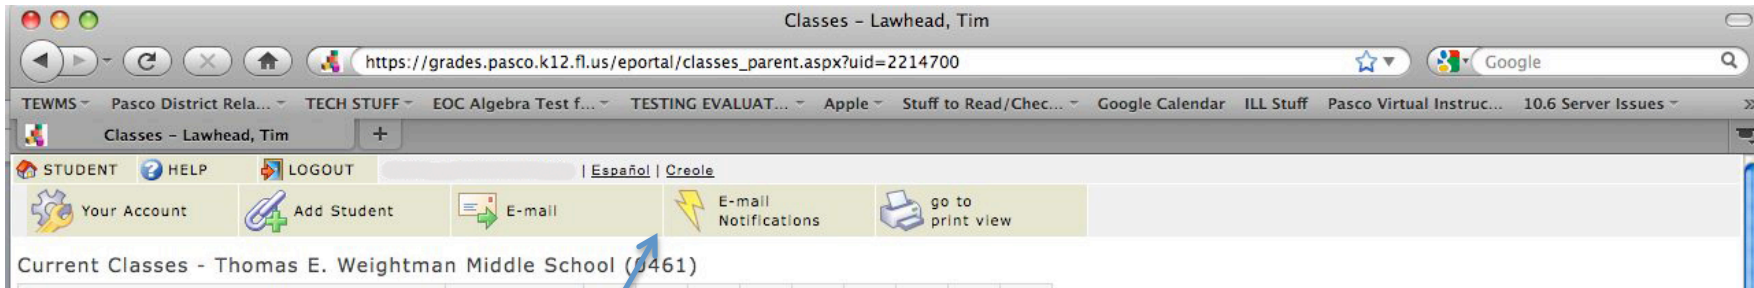 Classes – Lawhead, Tim
https://grades.pasco.k12.fl.us/eportal/classes_parent.aspx?uid=2214700
Google
TEWMS Pasco District Rela... TECH STUFF EOC Algebra Test f... TESTING EVALUAT... Apple Stuff to Read/Chec... Google Calendar ILL Stuff Pasco Virtual Instruc... 10.6 Server Issues »
Classes – Lawhead, Tim +
STUDENT HELP LOGOUT | Español | Creole
Your Account Add Student E-mail E-mail Notifications go to print view
Current Classes - Thomas E. Weightman Middle School (0461)